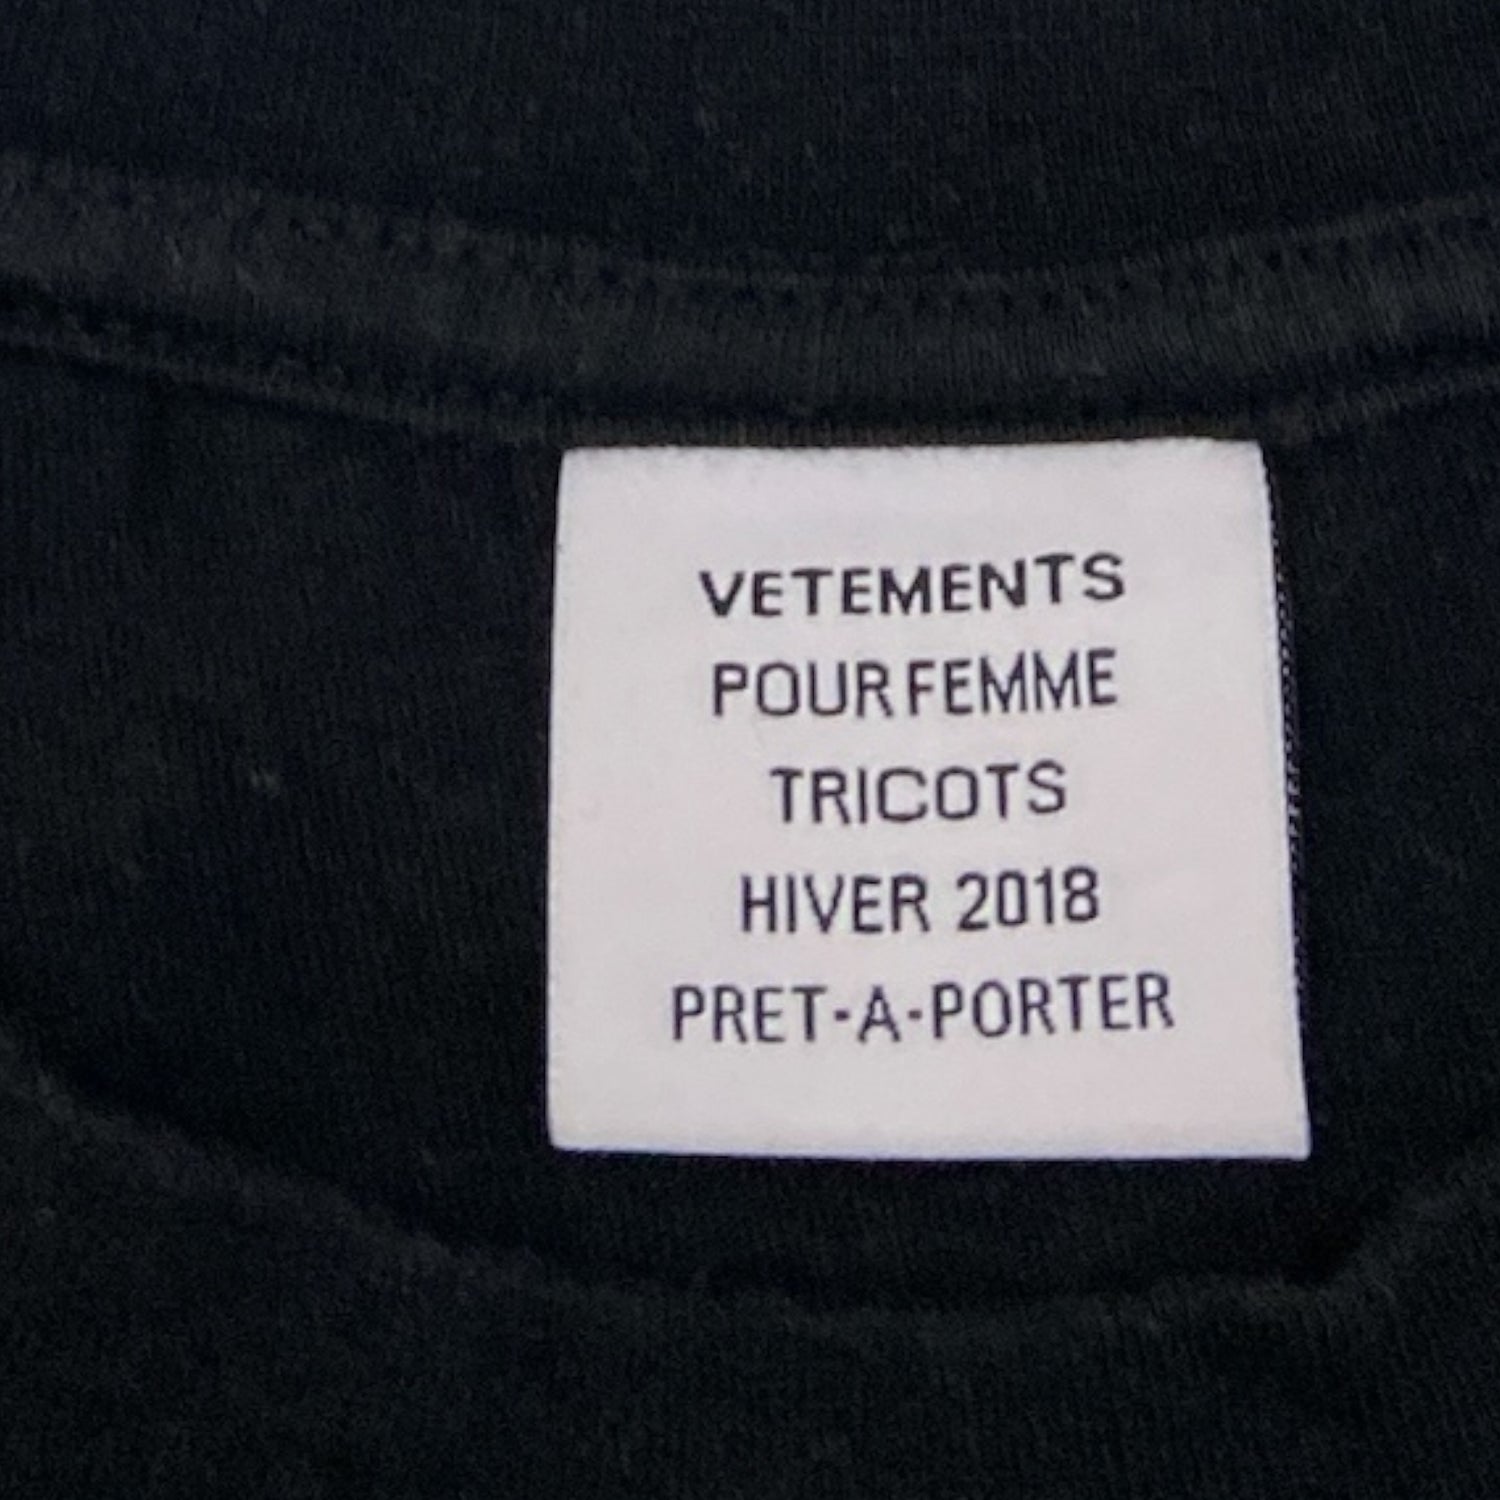 VETEMENTS
POUR FEMME
TRICOTS
HIVER 2018
PRET-A-PORTER